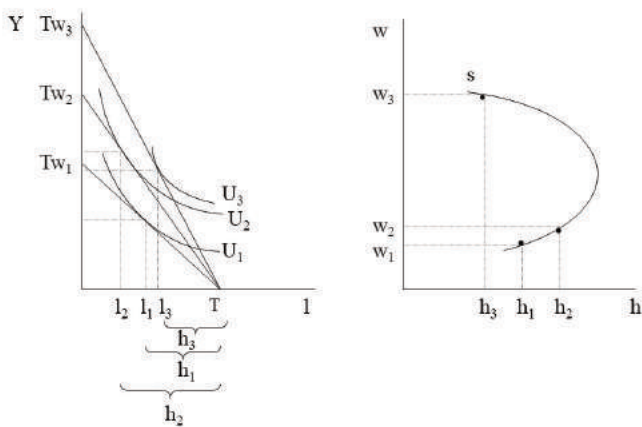 Y
Tw₃
Tw₂
Tw₁
U₃
U₂
U₁
l₂ l₁ l₃ T l
h₃
h₁
h₂
w
s
w₃
w₂
w₁
h₃ h₁ h₂ h